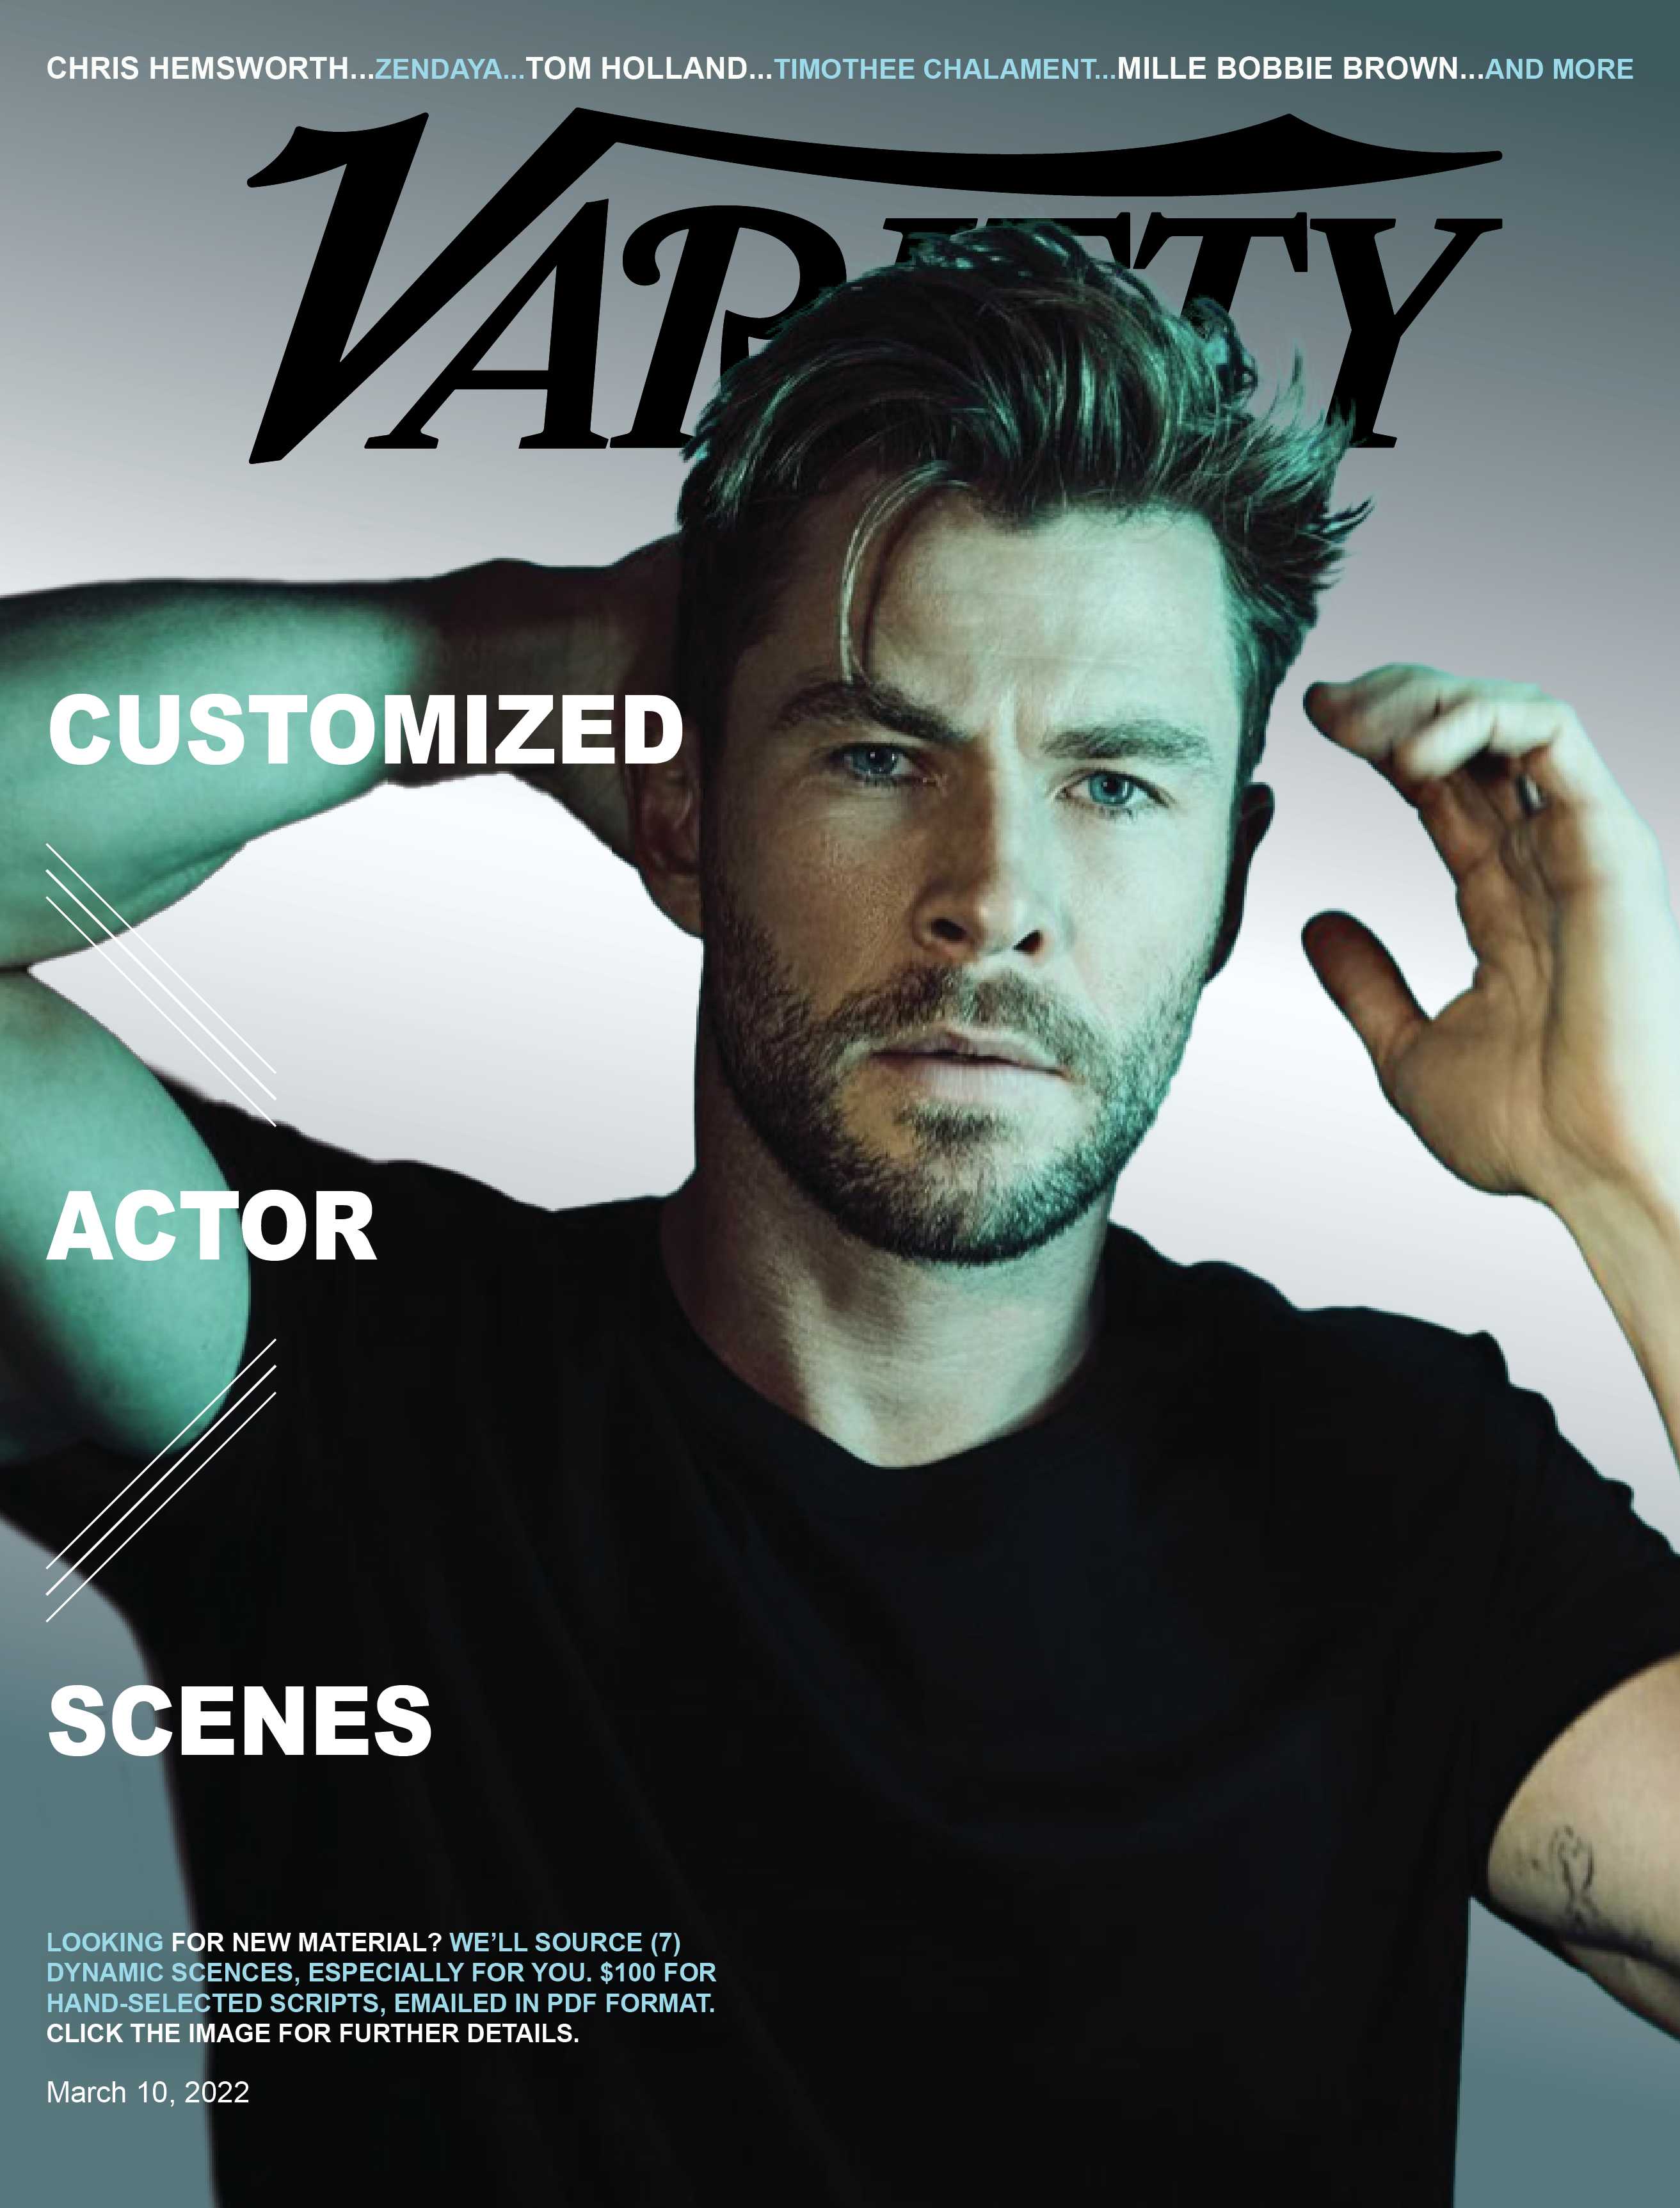 CHRIS HEMSWORTH...ZENDAYA...TOM HOLLAND...TIMOTHEE CHALAMENT...MILLE BOBBIE BROWN...AND MORE
VARIETY
CUSTOMIZED
ACTOR
SCENES
LOOKING FOR NEW MATERIAL? WE’LL SOURCE (7)
DYNAMIC SCENCES, ESPECIALLY FOR YOU. $100 FOR
HAND-SELECTED SCRIPTS, EMAILED IN PDF FORMAT.
CLICK THE IMAGE FOR FURTHER DETAILS.
March 10, 2022